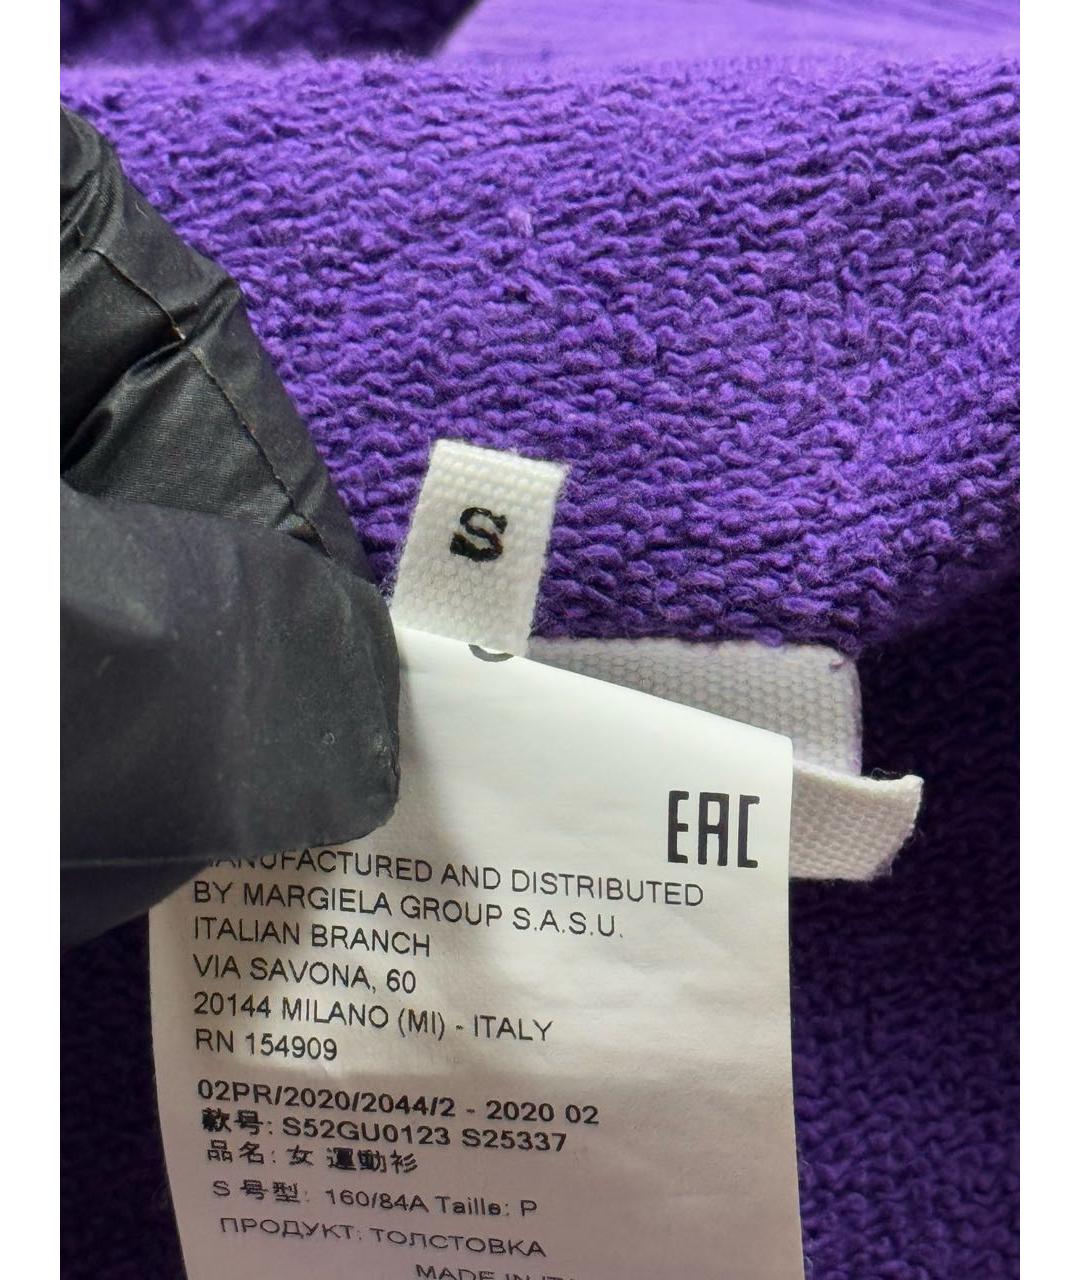 S
EAC
MANUFACTURED AND DISTRIBUTED
BY MARGIELA GROUP S.A.S.U.
ITALIAN BRANCH
VIA SAVONA, 60
20144 MILANO (MI) - ITALY
RN 154909
02PR/2020/2044/2 - 2020 02
款号: S52GU0123 S25337
品名: 女 運動衫
S 号型: 160/84A Taille: P
ПРОДУКТ: ТОЛСТОВКА
MADE IN